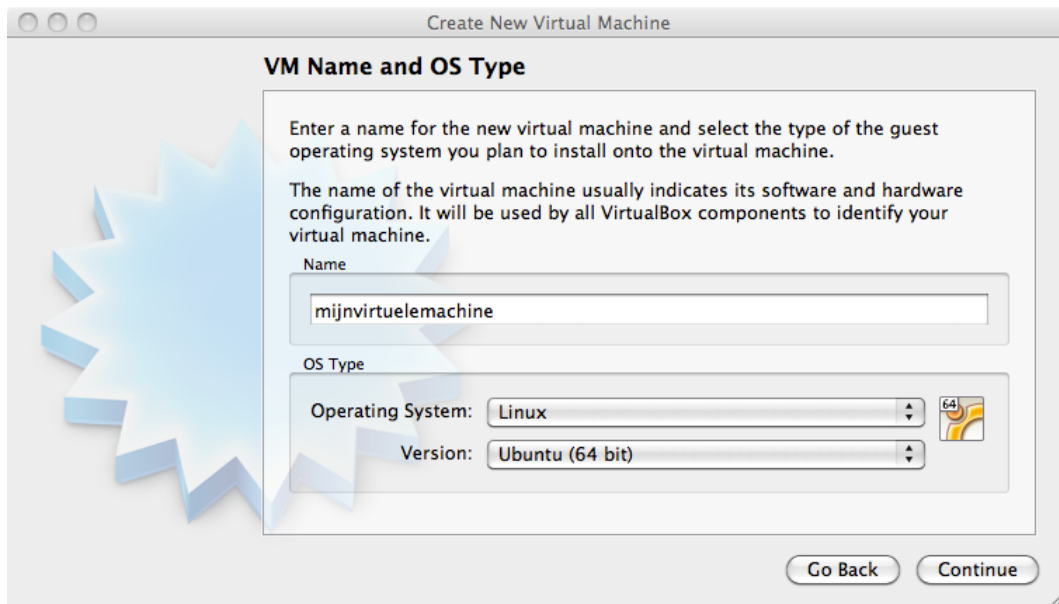 Create New Virtual Machine
VM Name and OS Type
Enter a name for the new virtual machine and select the type of the guest
operating system you plan to install onto the virtual machine.
The name of the virtual machine usually indicates its software and hardware
configuration. It will be used by all VirtualBox components to identify your
virtual machine.
Name
mijnvirtuelemachine
OS Type
Operating System: Linux
64
Version: Ubuntu (64 bit)
Go Back Continue